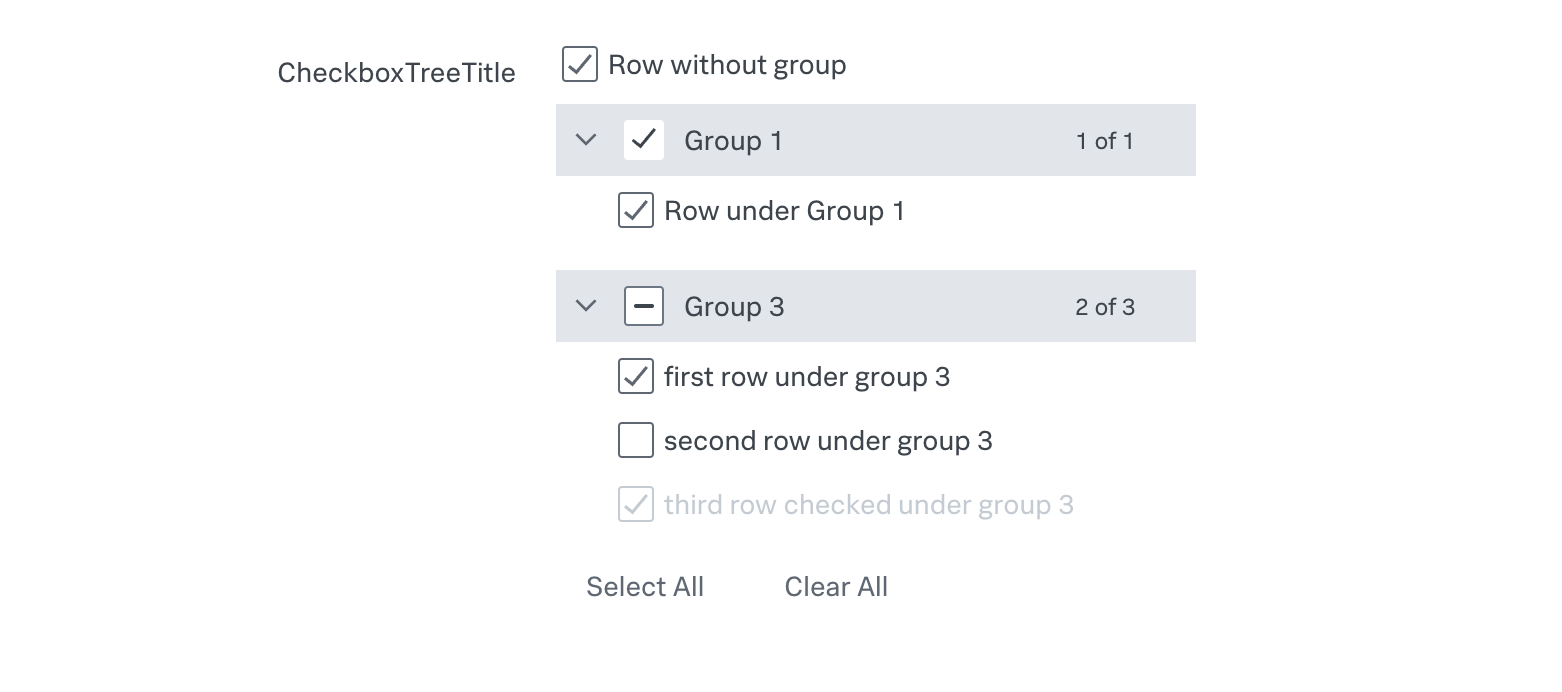 CheckboxTreeTitle
Row without group
Group 1 1 of 1
Row under Group 1
Group 3 2 of 3
first row under group 3
second row under group 3
third row checked under group 3
Select All Clear All